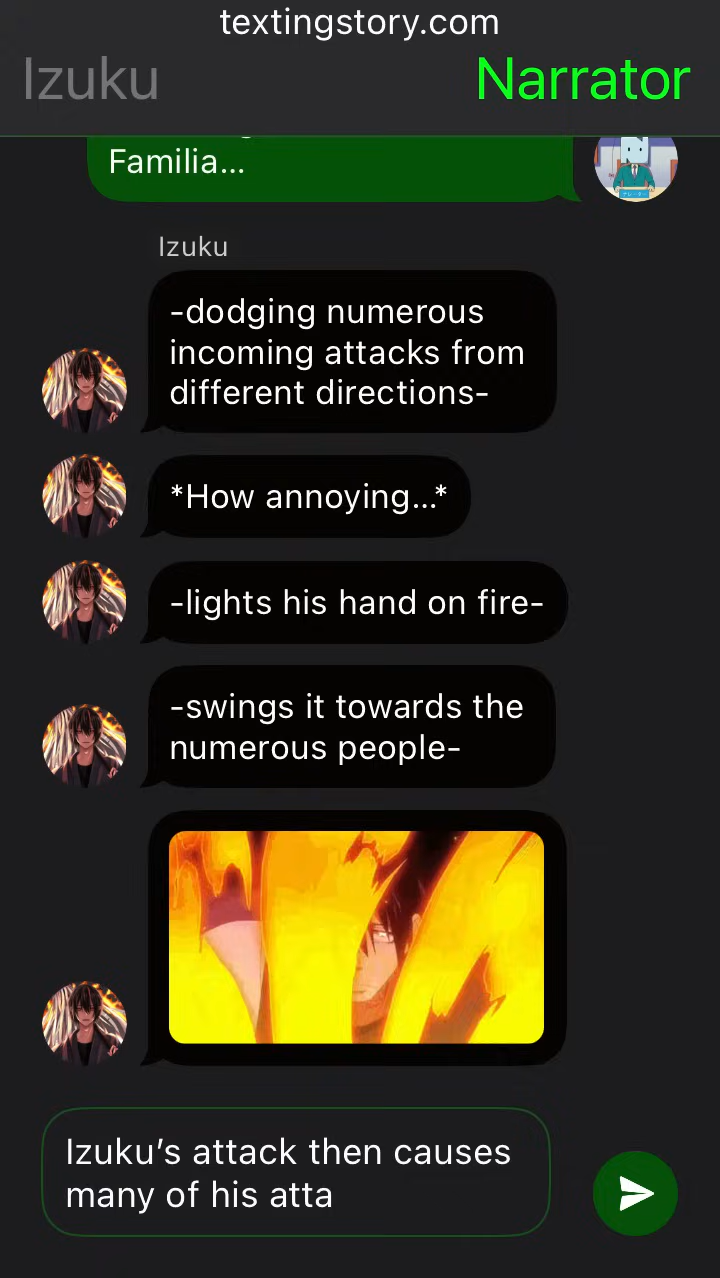 textingstory.com
Izuku
Narrator
Familia...
Izuku
-dodging numerous
incoming attacks from
different directions-
*How annoying...*
-lights his hand on fire-
-swings it towards the
numerous people-
Izuku’s attack then causes
many of his atta